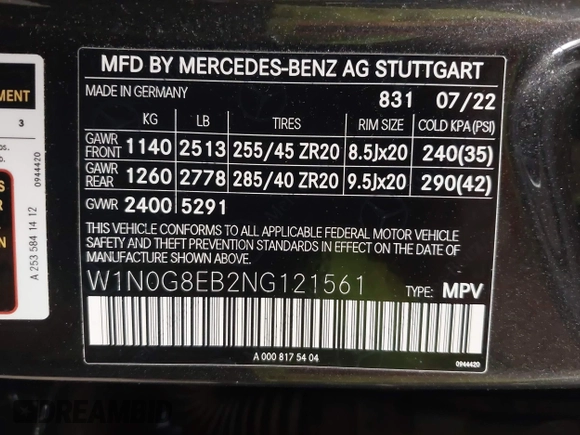 MFD BY MERCEDES-BENZ AG STUTTGART
MADE IN GERMANY 831 07/22
KG LB TIRES RIM SIZE COLD KPA(PSI)
GAWR FRONT 1140 2513 255/45 ZR20 8.5Jx20 240(35)
GAWR REAR 1260 2778 285/40 ZR20 9.5Jx20 290(42)
GVWR 2400 5291
THIS VEHICLE CONFORMS TO ALL APPLICABLE FEDERAL MOTOR VEHICLE
SAFETY AND THEFT PREVENTION STANDARDS IN EFFECT ON THE DATE OF
MANUFACTURE SHOWN ABOVE.
W1N0G8EB2NG121561 TYPE: MPV
A 000 817 54 04 0944420
MENT
3
0944420
A 253 584 14 12
DREAMBID